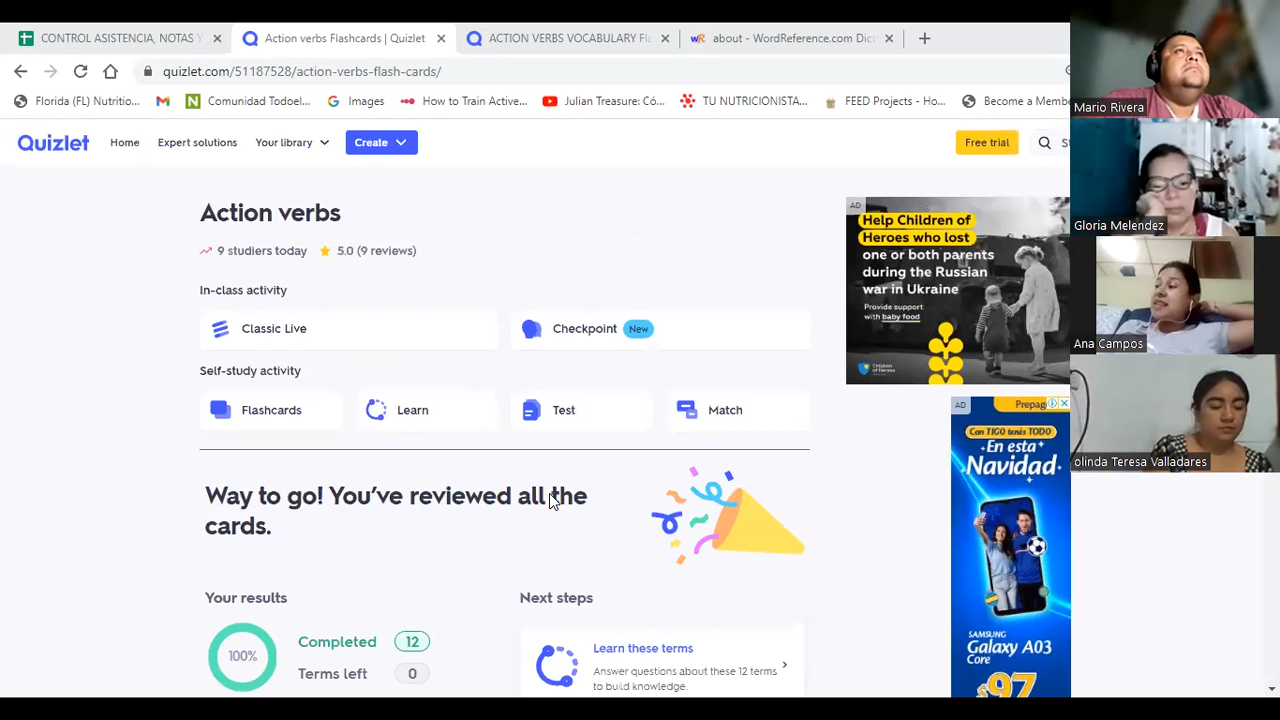 CONTROL ASISTENCIA, NOTAS Y
Action verbs Flashcards | Quizlet
ACTION VERBS VOCABULARY Fla
about - WordReference.com Dict
quizlet.com/51187528/action-verbs-flash-cards/
Florida (FL) Nutritio...
Comunidad Todoel...
Images
How to Train Active...
Julian Treasure: Có...
TU NUTRICIONISTA...
FEED Projects - Ho...
Become a Membe
Quizlet
Home
Expert solutions
Your library
Create
Free trial
Action verbs
9 studiers today
5.0 (9 reviews)
In-class activity
Classic Live
Checkpoint New
Self-study activity
Flashcards
Learn
Test
Match
Way to go! You've reviewed all the
cards.
Your results
100%
Completed 12
Terms left 0
Next steps
Learn these terms
Answer questions about these 12 terms
to build knowledge.
AD
Help Children of
Heroes who lost
one or both parents
during the Russian
war in Ukraine
Provide support
with baby food
Children
of
Heroes
AD
Prepag
Con TIGO tenés TODO
En esta
Navidad
SAMSUNG
Galaxy A03
Core
$97
Mario Rivera
Gloria Melendez
Ana Campos
olinda Teresa Valladares